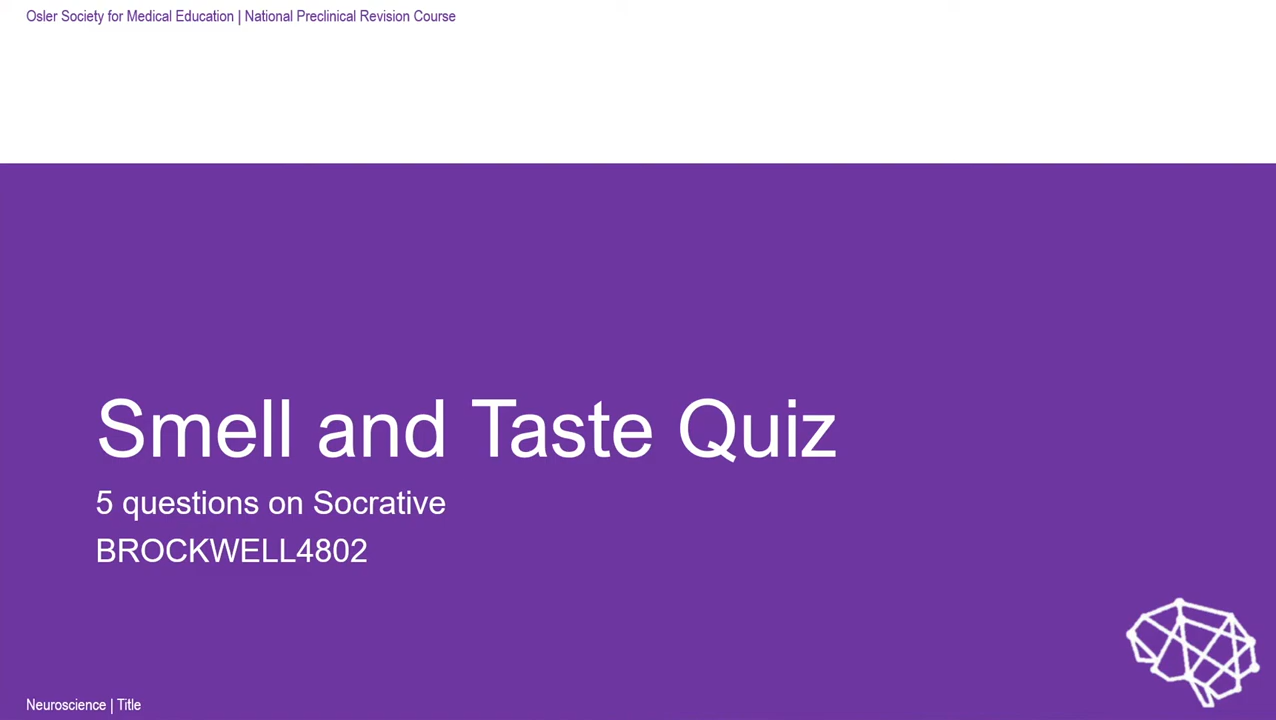 Osler Society for Medical Education | National Preclinical Revision Course
Smell and Taste Quiz
5 questions on Socrative
BROCKWELL4802
Neuroscience | Title